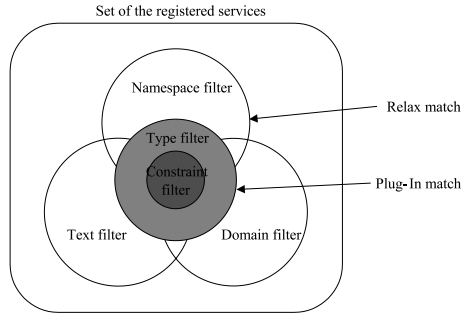 Set of the registered services
Namespace filter
Relax match
Type filter
Constraint
filter
Plug-In match
Text filter
Domain filter